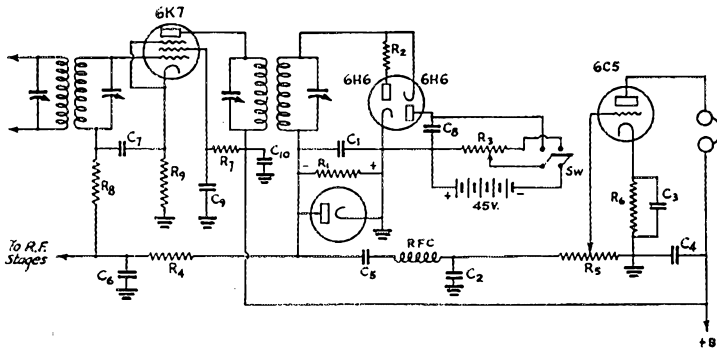 6K7
R2
6H6
6H6
6C5
C7
C8
R3
R7
C10
C1
R8
R9
C9
- R1 +
Sw
+ 45V. -
R6
C3
To R.F. Stages
C6
R4
C5
RFC
C2
R5
C4
+B